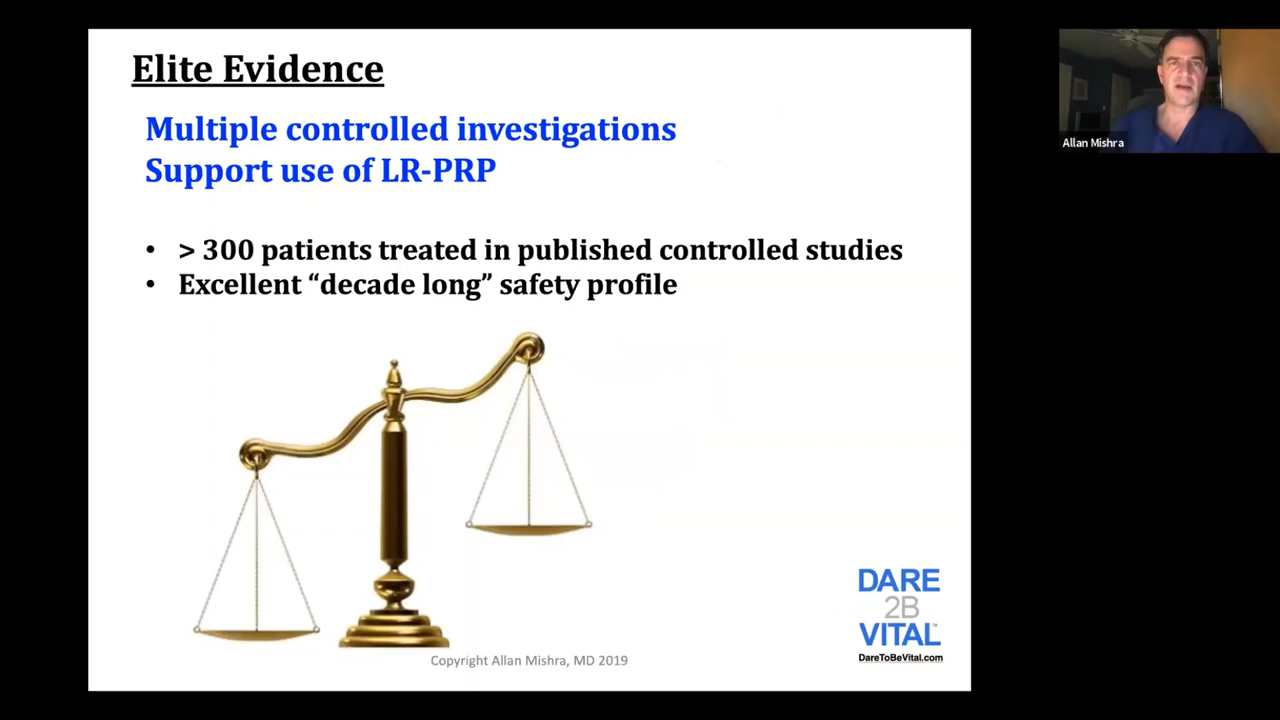 Elite Evidence
Multiple controlled investigations
Support use of LR-PRP
• > 300 patients treated in published controlled studies
• Excellent “decade long” safety profile
Allan Mishra
DARE
2B
VITAL™
DareToBeVital.com
Copyright Allan Mishra, MD 2019